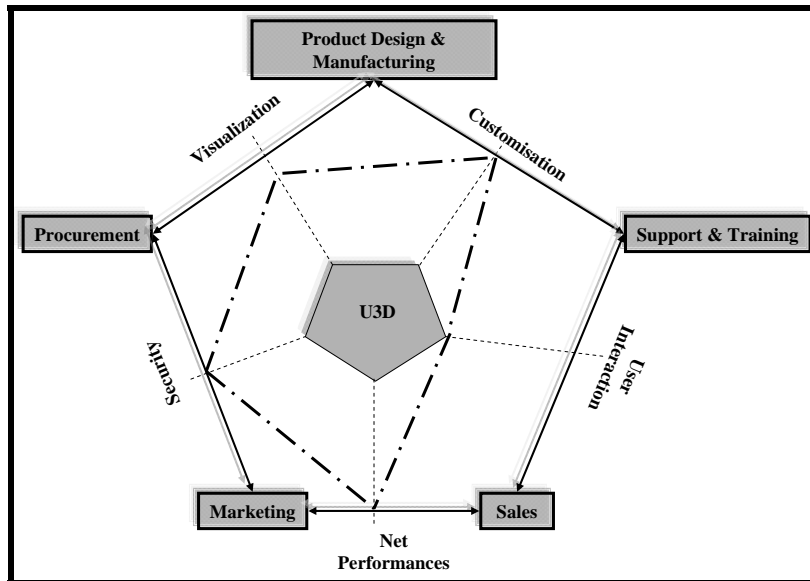 Product Design &
Manufacturing
Visualization
Customisation
Procurement
Support & Training
U3D
Security
User
Interaction
Marketing
Sales
Net
Performances